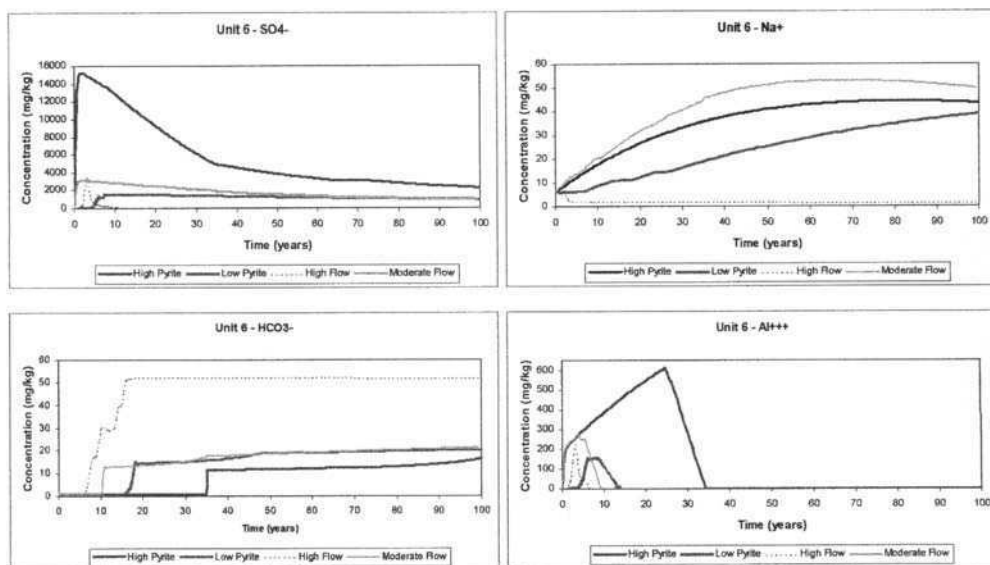 Unit 6 - SO4-
Concentration (mg/kg)
16000
14000
12000
10000
8000
6000
4000
2000
0
0 10 20 30 40 50 60 70 80 90 100
Time (years)
High Pyrite Low Pyrite High Flow Moderate Flow
Unit 6 - Na+
Concentration (mg/kg)
60
50
40
30
20
10
0
0 10 20 30 40 50 60 70 80 90 100
Time (years)
High Pyrite Low Pyrite High Flow Moderate Flow
Unit 6 - HCO3-
Concentration (mg/kg)
60
50
40
30
20
10
0
0 10 20 30 40 50 60 70 80 90 100
Time (years)
High Pyrite Low Pyrite High Flow Moderate Flow
Unit 6 - Al+++
Concentration (mg/kg)
600
500
400
300
200
100
0
0 10 20 30 40 50 60 70 80 90 100
Time (years)
High Pyrite Low Pyrite High Flow Moderate Flow